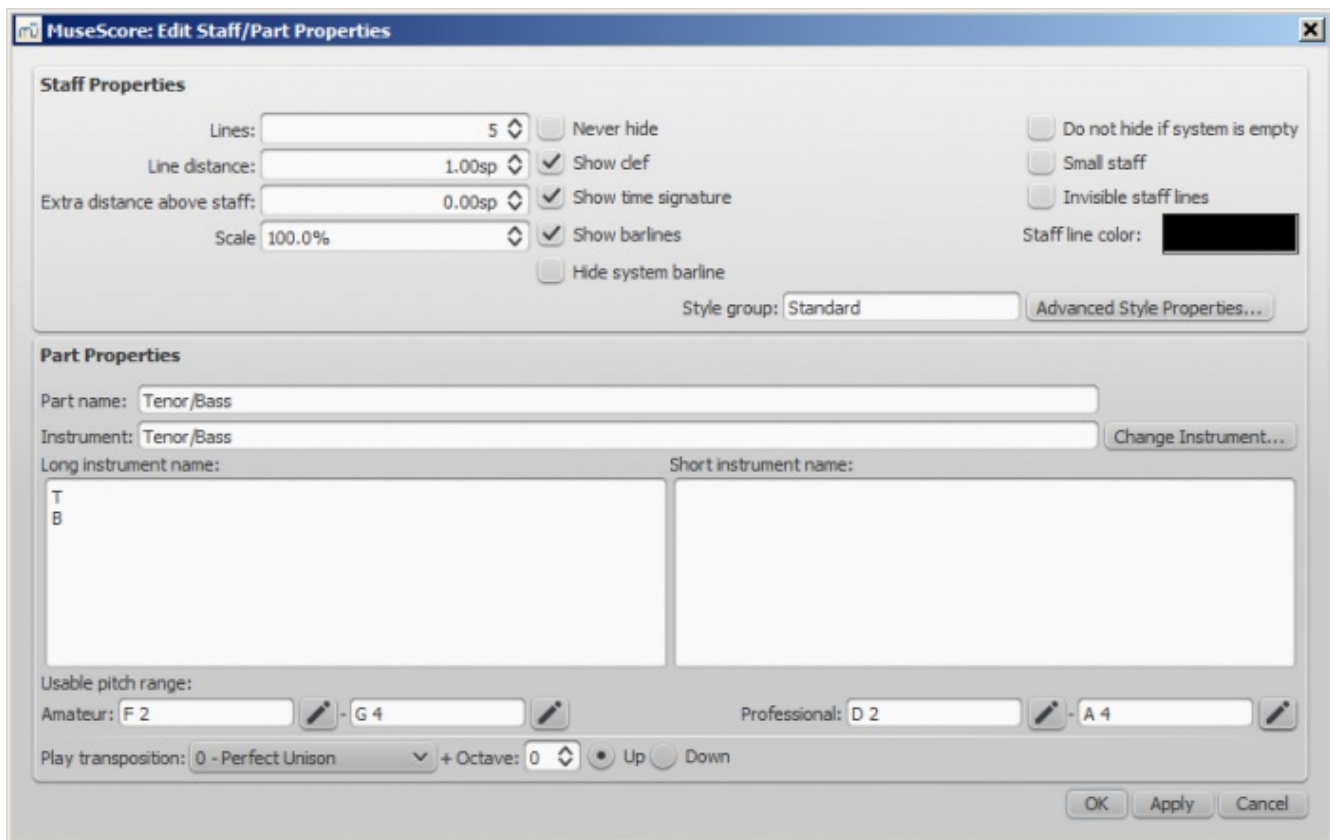 MuseScore: Edit Staff/Part Properties
Staff Properties
Lines: 5 Never hide Do not hide if system is empty
Line distance: 1.00sp Show clef Small staff
Extra distance above staff: 0.00sp Show time signature Invisible staff lines
Scale 100.0% Show barlines Staff line color:
Hide system barline
Style group: Standard Advanced Style Properties...
Part Properties
Part name: Tenor/Bass
Instrument: Tenor/Bass Change Instrument...
Long instrument name: Short instrument name:
T
B
Usable pitch range:
Amateur: F 2 - G 4 Professional: D 2 - A 4
Play transposition: 0 - Perfect Unison + Octave: 0 Up Down
OK Apply Cancel